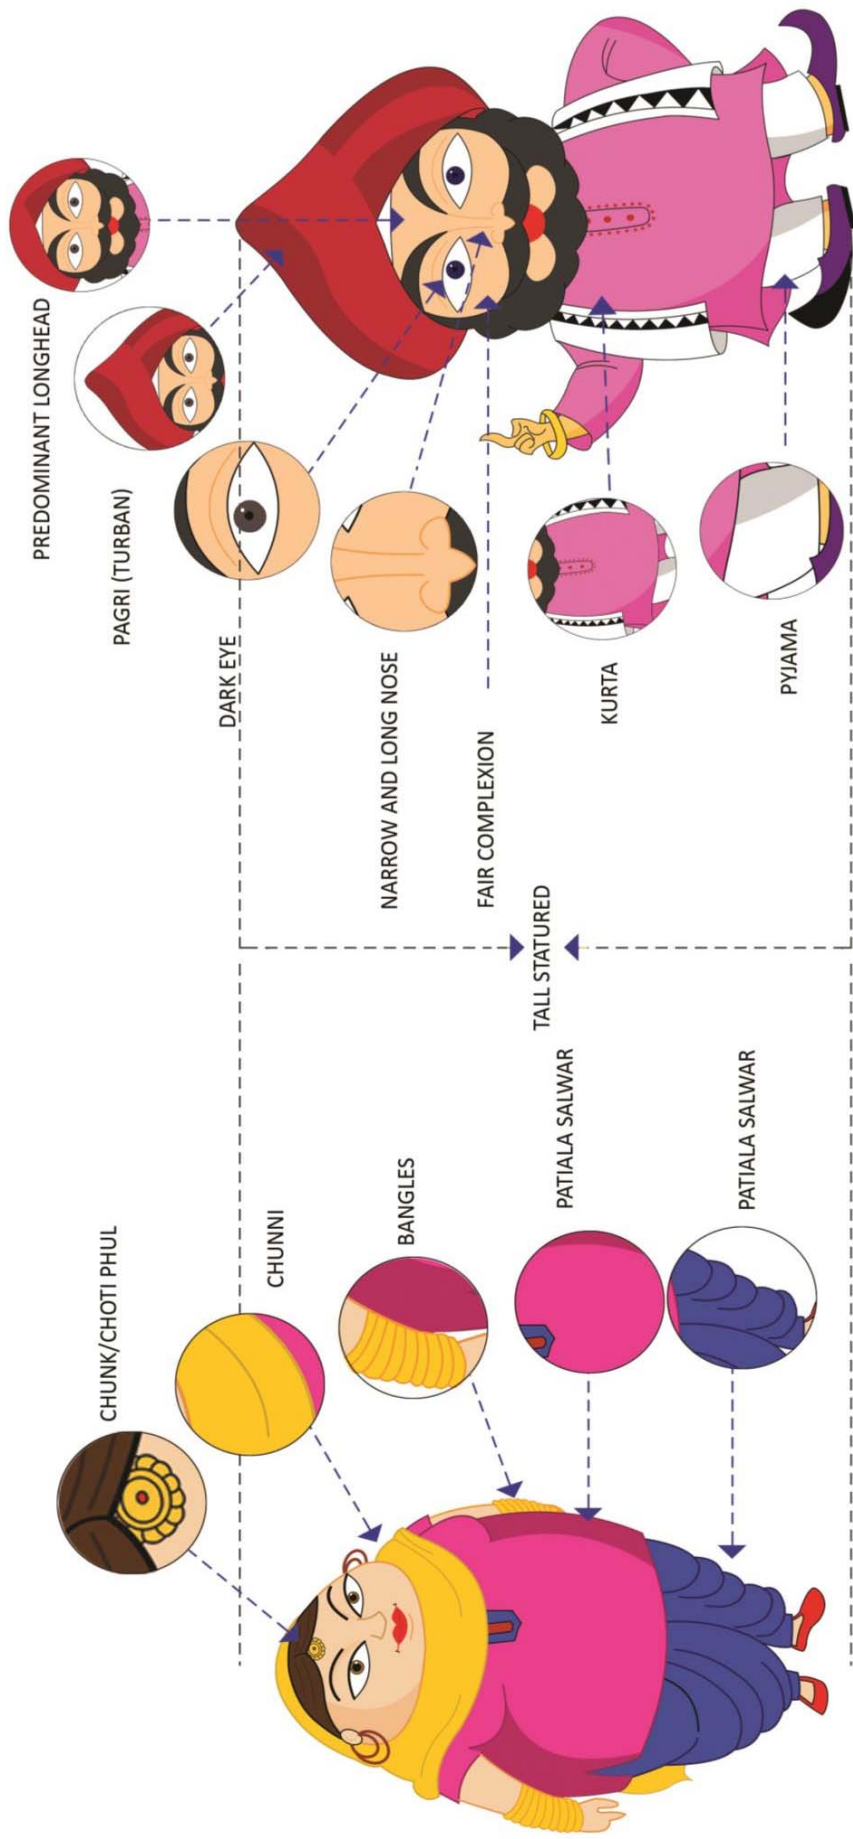 CHUNK/CHOTI PHUL
CHUNNI
BANGLES
PATIALA SALWAR
PATIALA SALWAR
TALL STATURED
PREDOMINANT LONGHEAD
PAGRI (TURBAN)
DARK EYE
NARROW AND LONG NOSE
FAIR COMPLEXION
KURTA
PYJAMA